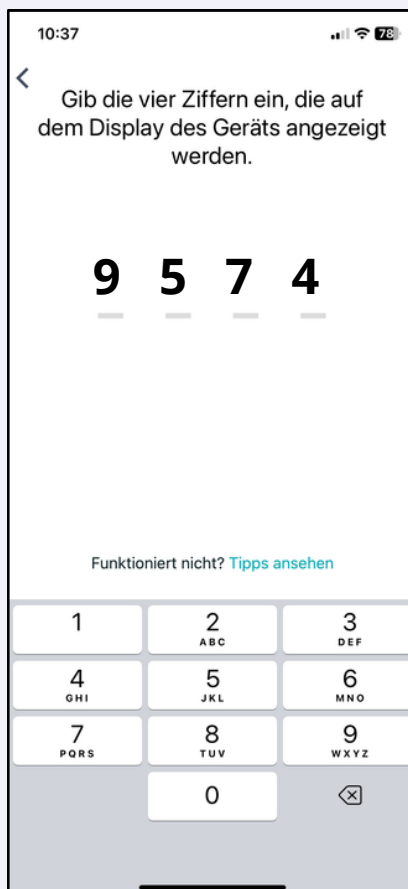 10:37
78
Gib die vier Ziffern ein, die auf
dem Display des Geräts angezeigt
werden.
9 5 7 4
Funktioniert nicht? Tipps ansehen
1 2 3
ABC DEF
4 5 6
GHI JKL MNO
7 8 9
PQRS TUV WXYZ
0